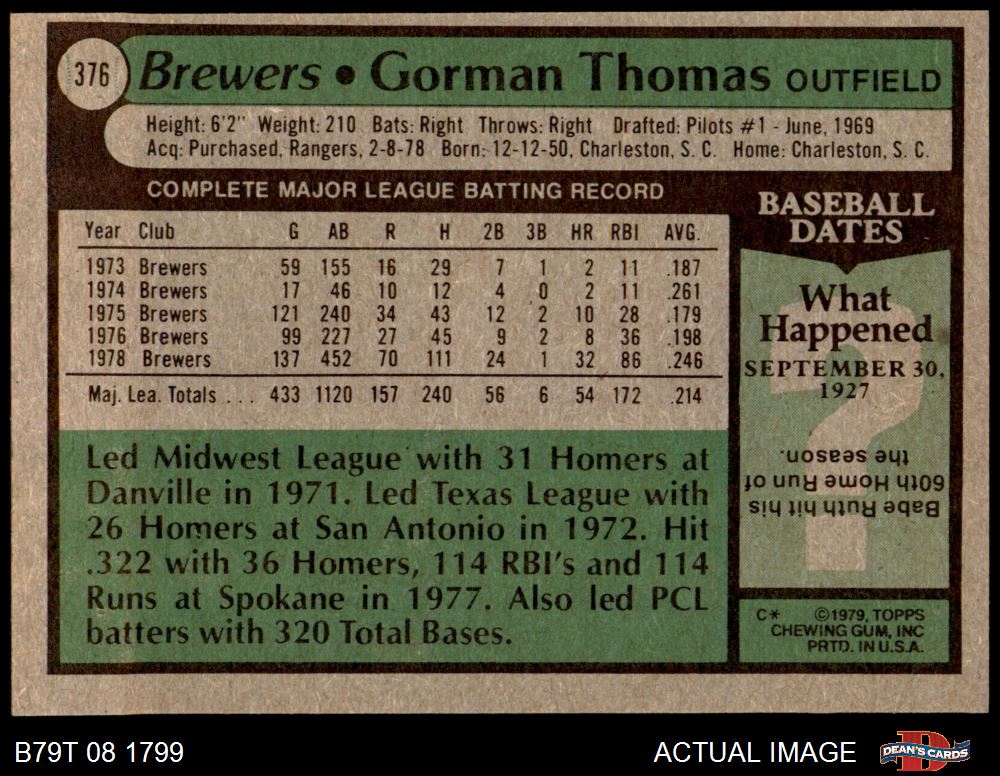 376 Brewers • Gorman Thomas OUTFIELD
Height: 6'2" Weight: 210 Bats: Right Throws: Right Drafted: Pilots #1 - June, 1969
Acq: Purchased, Rangers, 2-8-78 Born: 12-12-50, Charleston, S. C. Home: Charleston, S. C.
COMPLETE MAJOR LEAGUE BATTING RECORD
Year Club G AB R H 2B 3B HR RBI AVG.
1973 Brewers 59 155 16 29 7 1 2 11 .187
1974 Brewers 17 46 10 12 4 0 2 11 .261
1975 Brewers 121 240 34 43 12 2 10 28 .179
1976 Brewers 99 227 27 45 9 2 8 36 .198
1978 Brewers 137 452 70 111 24 1 32 86 .246
Maj. Lea. Totals . . . 433 1120 157 240 56 6 54 172 .214
Led Midwest League with 31 Homers at
Danville in 1971. Led Texas League with
26 Homers at San Antonio in 1972. Hit
.322 with 36 Homers, 114 RBI's and 114
Runs at Spokane in 1977. Also led PCL
batters with 320 Total Bases.
BASEBALL
DATES
What
Happened
SEPTEMBER 30,
1927
Babe Ruth hit his
60th Home Run of
the season.
C* ©1979, TOPPS
CHEWING GUM, INC
PRTD. IN U.S.A.
B79T 08 1799
ACTUAL IMAGE
DEAN'S CARDS